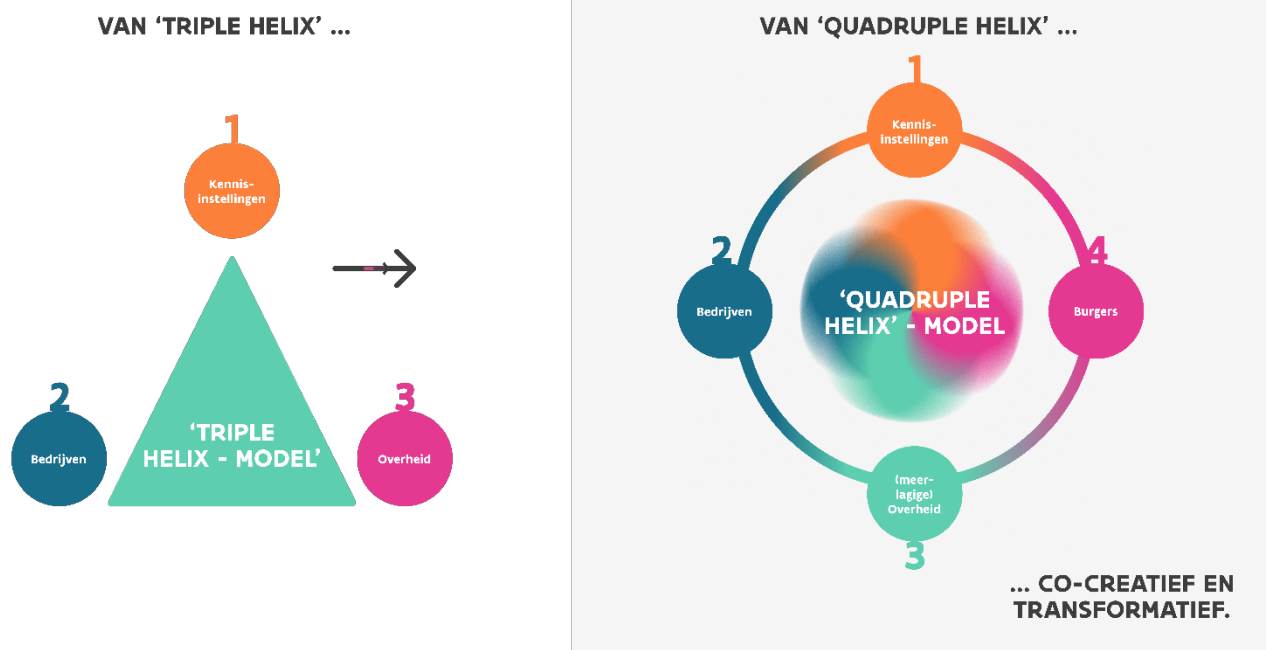 VAN ‘TRIPLE HELIX’ ...
1
Kennis-
instellingen
2
Bedrijven
3
Overheid
‘TRIPLE
HELIX - MODEL’
VAN ‘QUADRUPLE HELIX’ ...
1
Kennis-
instellingen
2
Bedrijven
‘QUADRUPLE
HELIX’ - MODEL
4
Burgers
(meer-
lagige)
Overheid
3
... CO-CREATIEF EN
TRANSFORMATIEF.